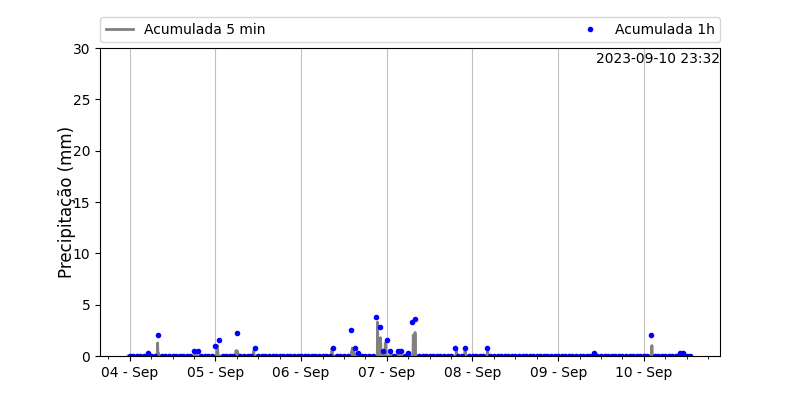 Acumulada 5 min
Acumulada 1h
2023-09-10 23:32
Precipitação (mm)
30
25
20
15
10
5
0
04 - Sep
05 - Sep
06 - Sep
07 - Sep
08 - Sep
09 - Sep
10 - Sep